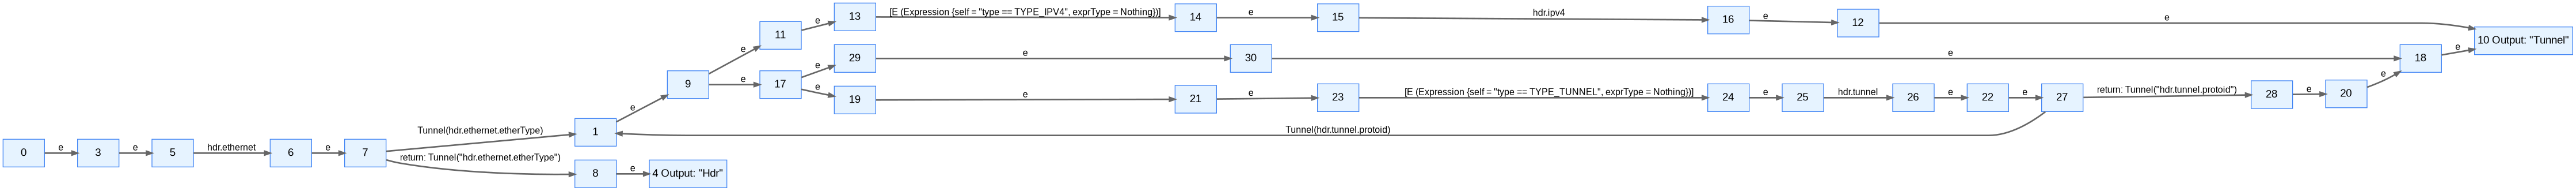 13
[E (Expression {self = "type == TYPE_IPV4", exprType = Nothing})]
14
e
15
hdr.ipv4
16
e
12
e
10 Output: "Tunnel"
e
11
e
29
e
30
e
18
e
9
e
17
e
e
19
e
21
e
23
[E (Expression {self = "type == TYPE_TUNNEL", exprType = Nothing})]
24
e
25
hdr.tunnel
26
e
22
e
27
return: Tunnel("hdr.tunnel.protoid")
28
e
20
e
e
Tunnel(hdr.ethernet.etherType)
1
Tunnel(hdr.tunnel.protoid)
0
e
3
e
5
hdr.ethernet
6
e
7
return: Tunnel("hdr.ethernet.etherType")
8
e
4 Output: "Hdr"